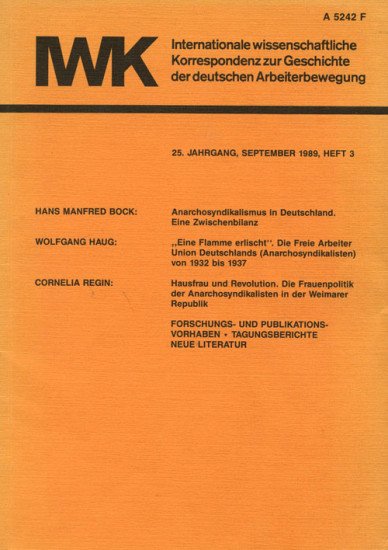 A 5242 F
IWK
Internationale wissenschaftliche
Korrespondenz zur Geschichte
der deutschen Arbeiterbewegung
25. JAHRGANG, SEPTEMBER 1989, HEFT 3
HANS MANFRED BOCK: Anarchosyndikalismus in Deutschland.
Eine Zwischenbilanz
WOLFGANG HAUG: „Eine Flamme erlischt“. Die Freie Arbeiter
Union Deutschlands (Anarchosyndikalisten)
von 1932 bis 1937
CORNELIA REGIN: Hausfrau und Revolution. Die Frauenpolitik
der Anarchosyndikalisten in der Weimarer
Republik
FORSCHUNGS- UND PUBLIKATIONS-
VORHABEN • TAGUNGSBERICHTE
NEUE LITERATUR